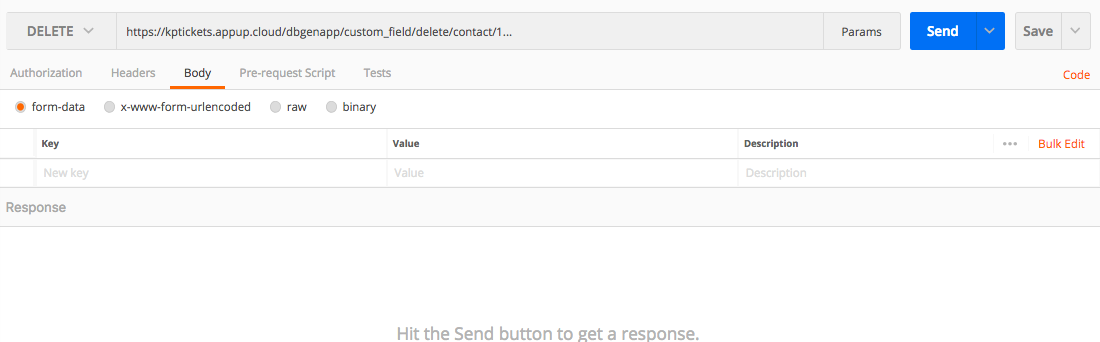 DELETE https://kptickets.appup.cloud/dbgenapp/custom_field/delete/contact/1... Params Send Save
Authorization Headers Body Pre-request Script Tests Code
form-data x-www-form-urlencoded raw binary
Key Value Description ••• Bulk Edit
New key Value Description
Response
Hit the Send button to get a response.